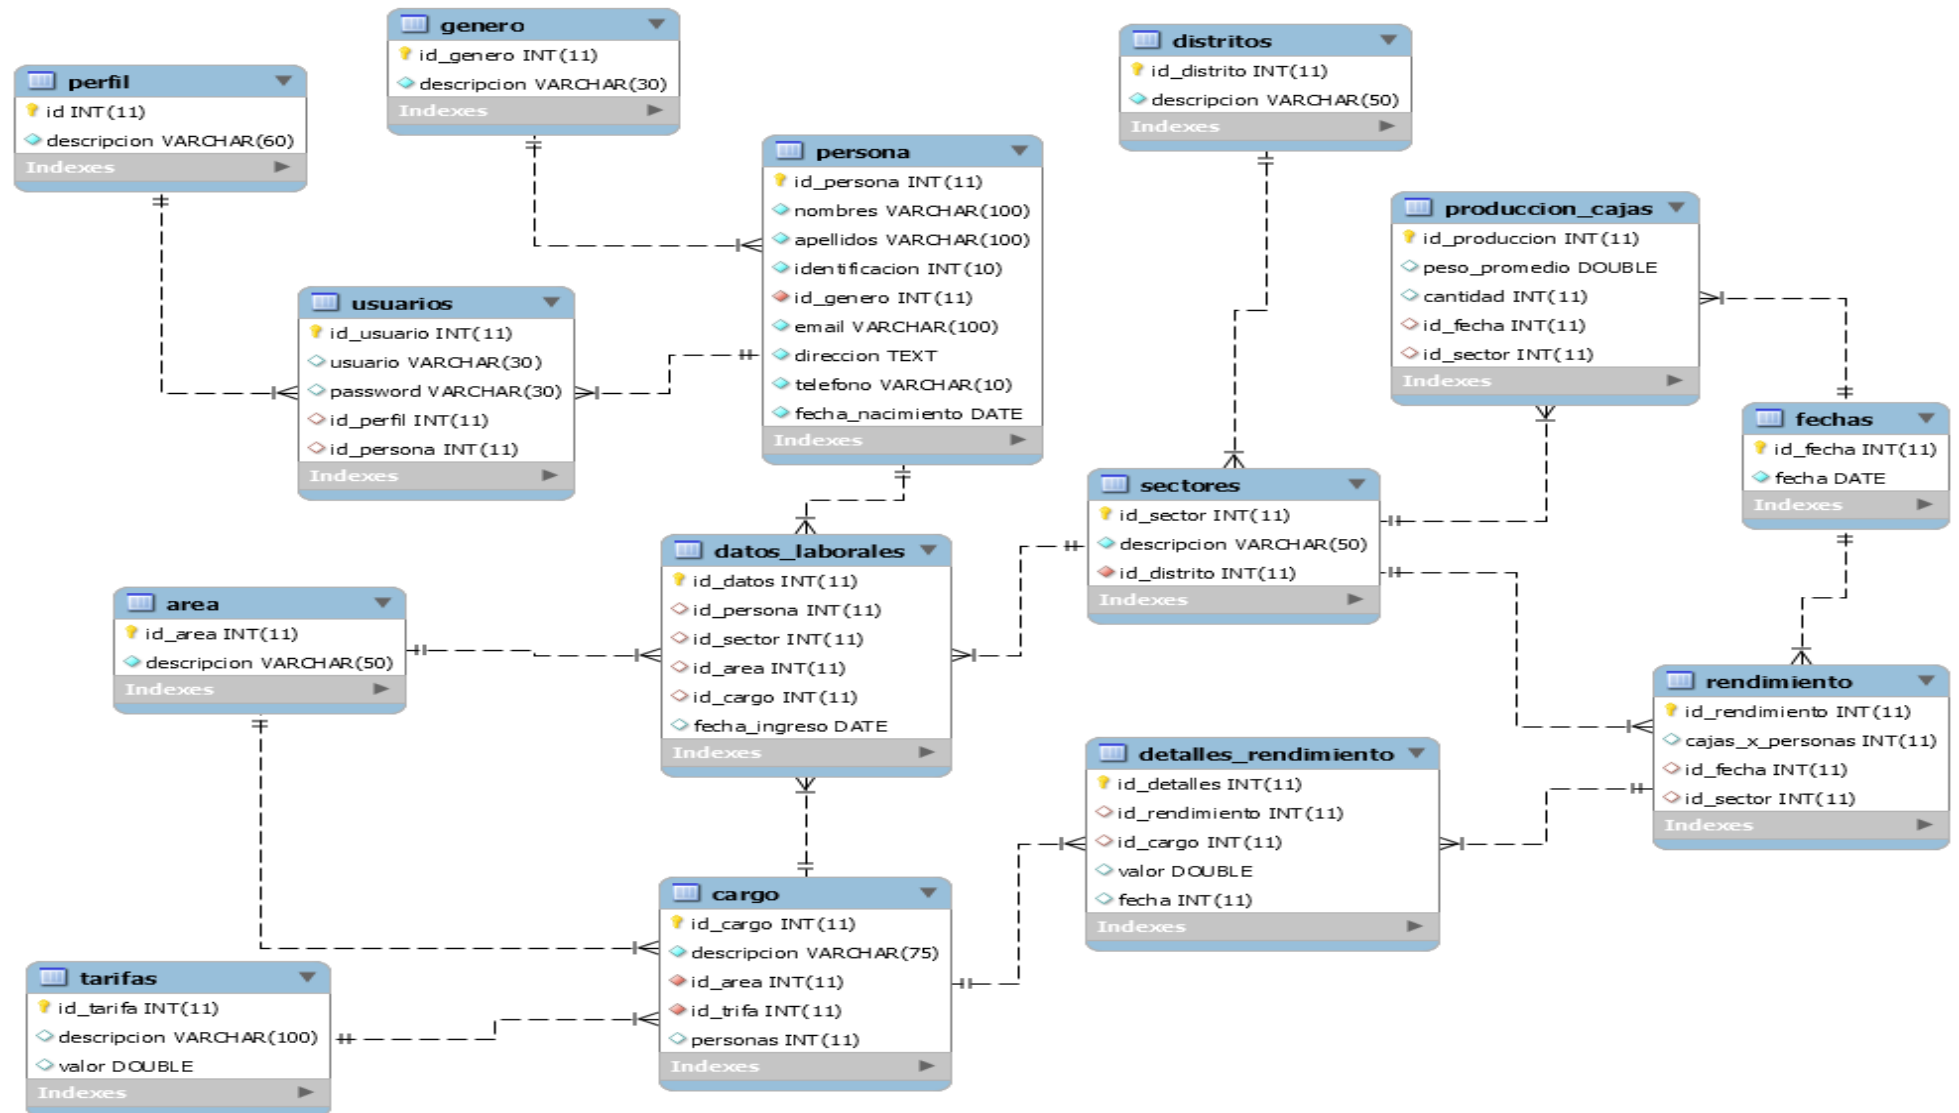 genero
id_genero INT(11)
descripcion VARCHAR(30)
Indexes
distritos
id_distrito INT(11)
descripcion VARCHAR(50)
Indexes
perfil
id INT(11)
descripcion VARCHAR(60)
Indexes
persona
id_persona INT(11)
nombres VARCHAR(100)
apellidos VARCHAR(100)
identificacion INT(10)
id_genero INT(11)
email VARCHAR(100)
direccion TEXT
telefono VARCHAR(10)
fecha_nacimiento DATE
Indexes
produccion_cajas
id_produccion INT(11)
peso_promedio DOUBLE
cantidad INT(11)
id_fecha INT(11)
id_sector INT(11)
Indexes
usuarios
id_usuario INT(11)
usuario VARCHAR(30)
password VARCHAR(30)
id_perfil INT(11)
id_persona INT(11)
Indexes
fechas
id_fecha INT(11)
fecha DATE
Indexes
sectores
id_sector INT(11)
descripcion VARCHAR(50)
id_distrito INT(11)
Indexes
datos_laborales
id_datos INT(11)
id_persona INT(11)
id_sector INT(11)
id_area INT(11)
id_cargo INT(11)
fecha_ingreso DATE
Indexes
area
id_area INT(11)
descripcion VARCHAR(50)
Indexes
rendimiento
id_rendimiento INT(11)
cajas_x_personas INT(11)
id_fecha INT(11)
id_sector INT(11)
Indexes
detalles_rendimiento
id_detalles INT(11)
id_rendimiento INT(11)
id_cargo INT(11)
valor DOUBLE
fecha INT(11)
Indexes
cargo
id_cargo INT(11)
descripcion VARCHAR(75)
id_area INT(11)
id_trifa INT(11)
personas INT(11)
Indexes
tarifas
id_tarifa INT(11)
descripcion VARCHAR(100)
valor DOUBLE
Indexes